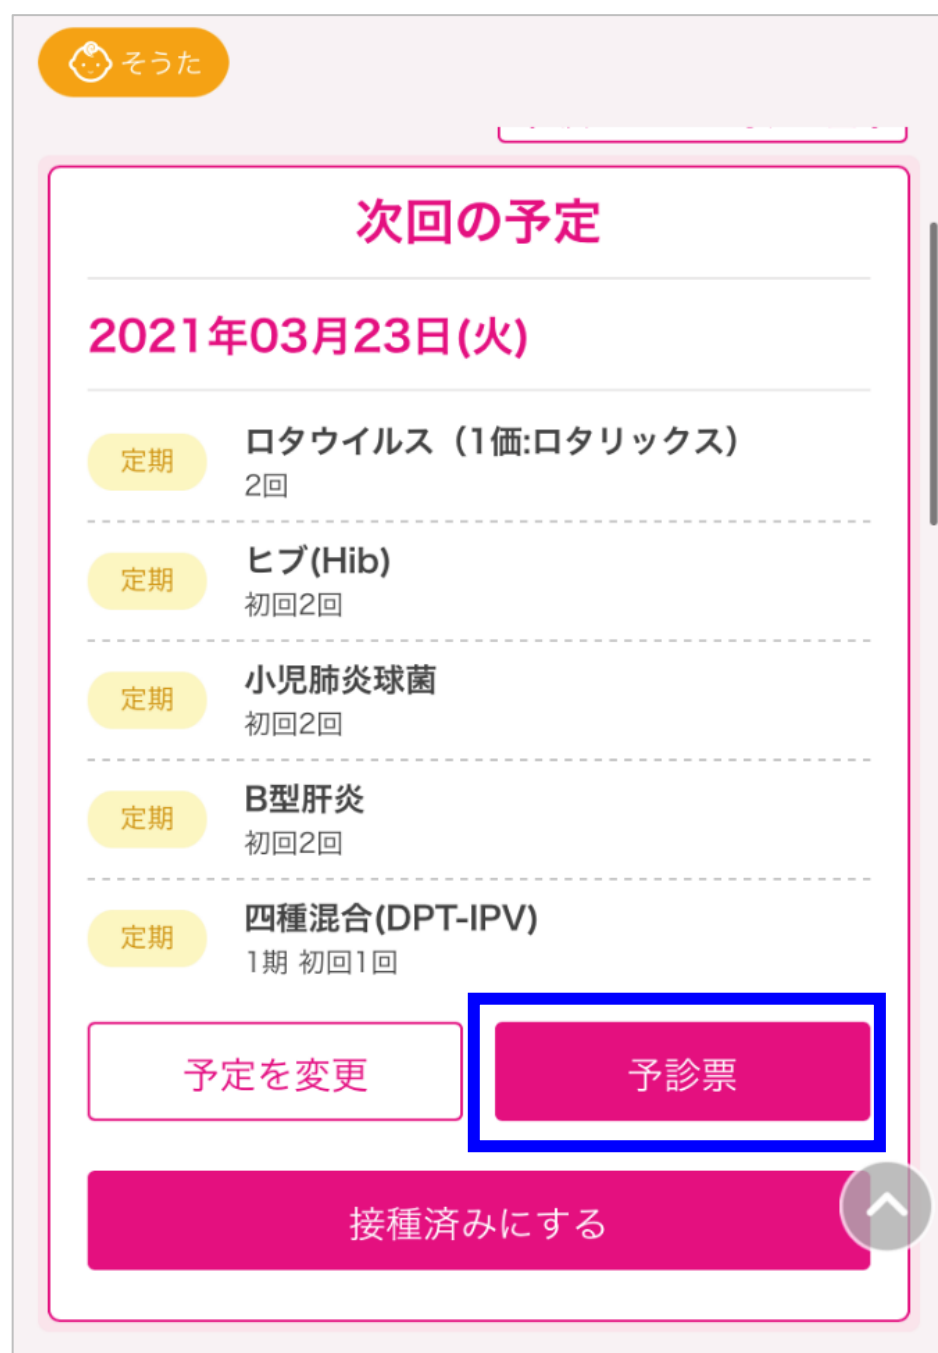 そうた
次回の予定
2021年03月23日(火)
定期
ロタウイルス（1価:ロタリックス）
2回
定期
ヒブ(Hib)
初回2回
定期
小児肺炎球菌
初回2回
定期
B型肝炎
初回2回
定期
四種混合(DPT-IPV)
1期 初回1回
予定を変更
予診票
接種済みにする